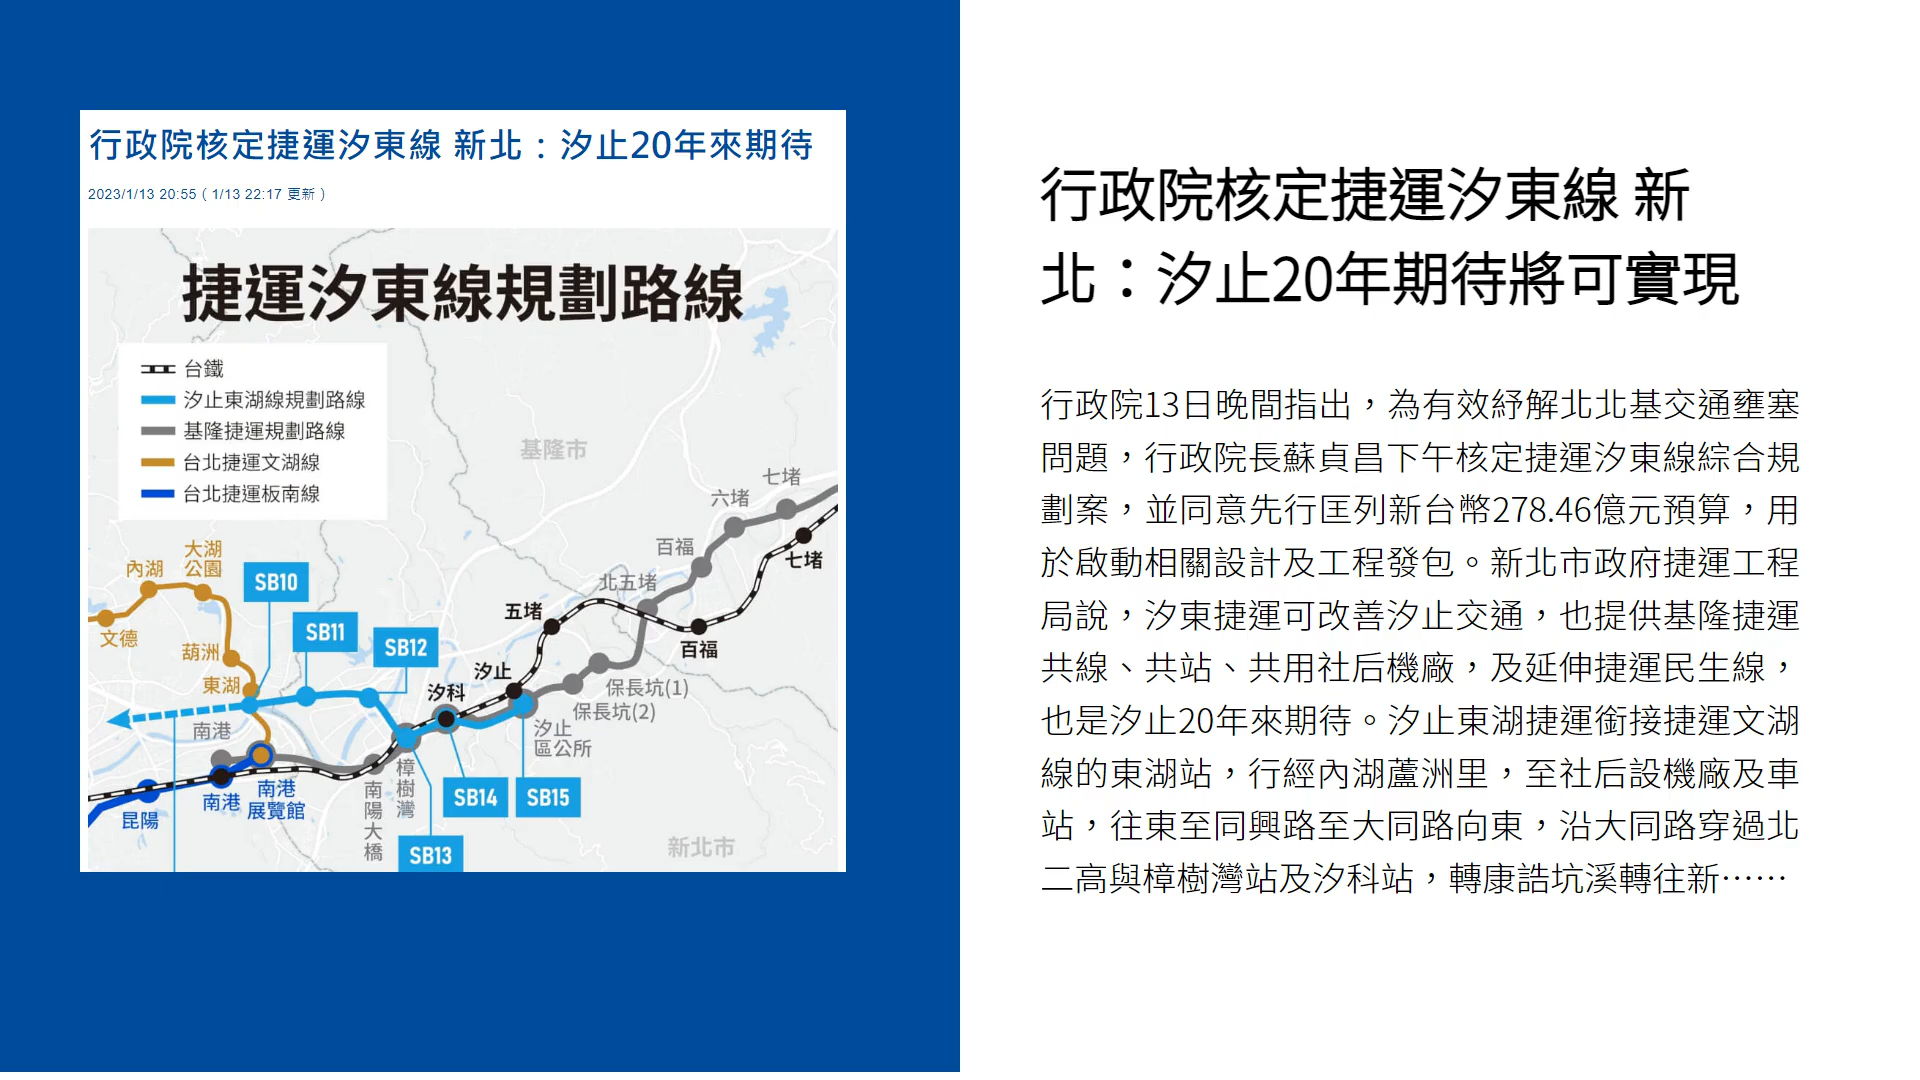 行政院核定捷運汐東線 新北：汐止20年來期待
2023/1/13 20:55（1/13 22:17 更新）
捷運汐東線規劃路線
台鐵
汐止東湖線規劃路線
基隆捷運規劃路線
台北捷運文湖線
台北捷運板南線
基隆市
七堵
六堵
百福
七堵
北五堵
五堵
百福
大湖
公園
內湖
SB10
文德
SB11
葫洲
SB12
東湖
汐止
汐科
保長坑(1)
保長坑(2)
南港
汐止
區公所
樟樹灣
南陽大橋
南港
南港
展覽館
昆陽
SB14
SB15
SB13
新北市
行政院核定捷運汐東線 新
北：汐止20年期待將可實現
行政院13日晚間指出，為有效紓解北北基交通壅塞
問題，行政院長蘇貞昌下午核定捷運汐東線綜合規
劃案，並同意先行匡列新台幣278.46億元預算，用
於啟動相關設計及工程發包。新北市政府捷運工程
局說，汐東捷運可改善汐止交通，也提供基隆捷運
共線、共站、共用社后機廠，及延伸捷運民生線，
也是汐止20年來期待。汐止東湖捷運銜接捷運文湖
線的東湖站，行經內湖蘆洲里，至社后設機廠及車
站，往東至同興路至大同路向東，沿大同路穿過北
二高與樟樹灣站及汐科站，轉康誥坑溪轉往新⋯⋯